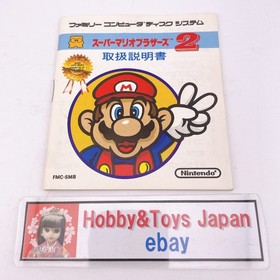 ファミリー コンピュータ ディスク システム
スーパーマリオブラザーズ 2
取扱説明書
FMC-SMB
Nintendo
Hobby&Toys Japan
ebay